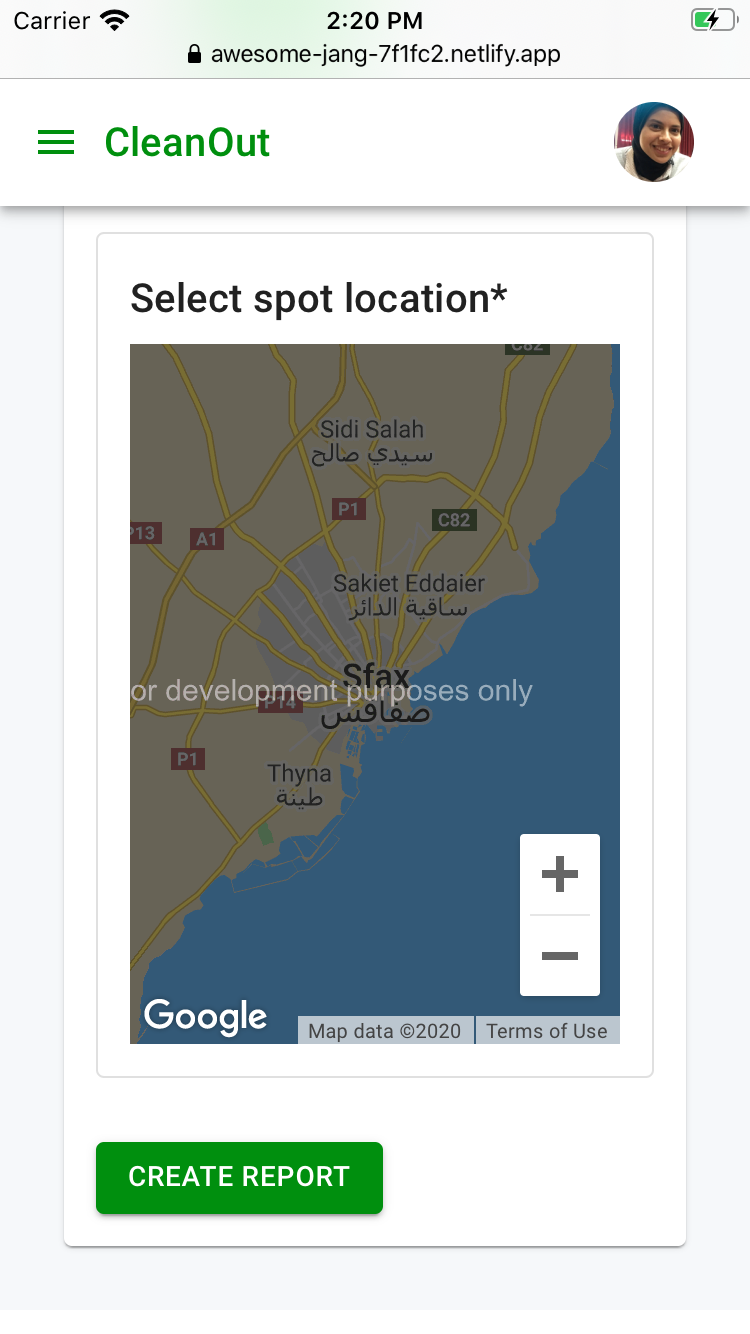 Carrier 2:20 PM
awesome-jang-7f1fc2.netlify.app
CleanOut
Select spot location*
C82
Sidi Salah
سيدي صالح
P1
C82
P13
A1
Sakiet Eddaier
ساقية الدائر
Sfax
or development purposes only
P14
صفاقس
P1
Thyna
طينة
Google
Map data ©2020
Terms of Use
CREATE REPORT